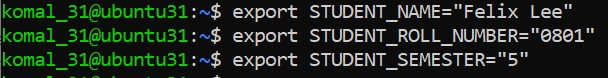 komal_31@ubuntu31:~$ export STUDENT_NAME="Felix Lee"
komal_31@ubuntu31:~$ export STUDENT_ROLL_NUMBER="0801"
komal_31@ubuntu31:~$ export STUDENT_SEMESTER="5"